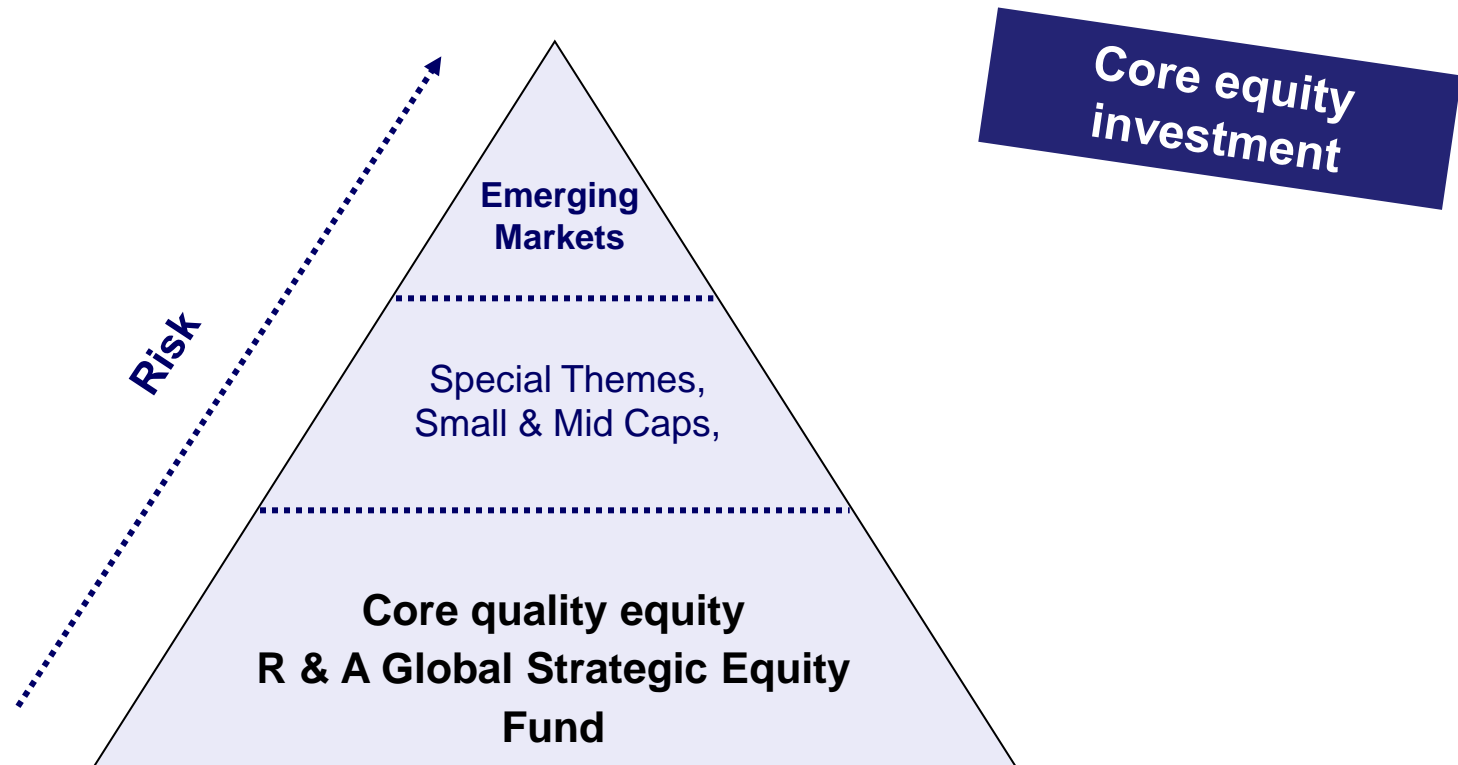 Core equity
investment
Emerging
Markets
Risk
Special Themes,
Small & Mid Caps,
Core quality equity
R & A Global Strategic Equity
Fund